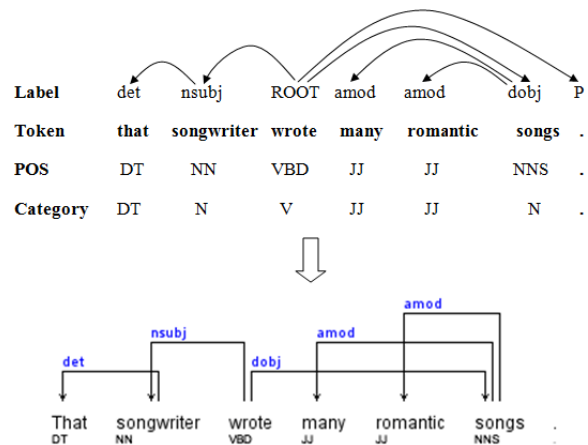 Label det nsubj ROOT amod amod dobj P
Token that songwriter wrote many romantic songs .
POS DT NN VBD JJ JJ NNS .
Category DT N V JJ JJ N .
amod
nsubj amod
det dobj
That songwriter wrote many romantic songs .
DT NN VBD JJ JJ NNS .